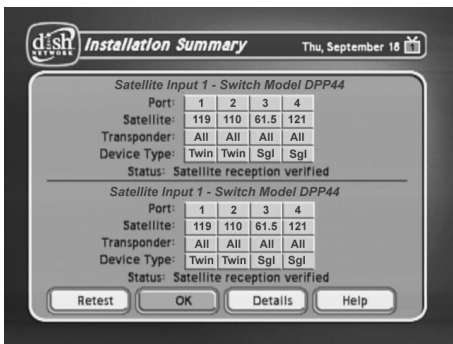 dish
NETWORK
Installation Summary
Thu, September 18
Satellite Input 1 - Switch Model DPP44
Port: 1 2 3 4
Satellite: 119 110 61.5 121
Transponder: All All All All
Device Type: Twin Twin Sgl Sgl
Status: Satellite reception verified
Satellite Input 1 - Switch Model DPP44
Port: 1 2 3 4
Satellite: 119 110 61.5 121
Transponder: All All All All
Device Type: Twin Twin Sgl Sgl
Status: Satellite reception verified
Retest OK Details Help